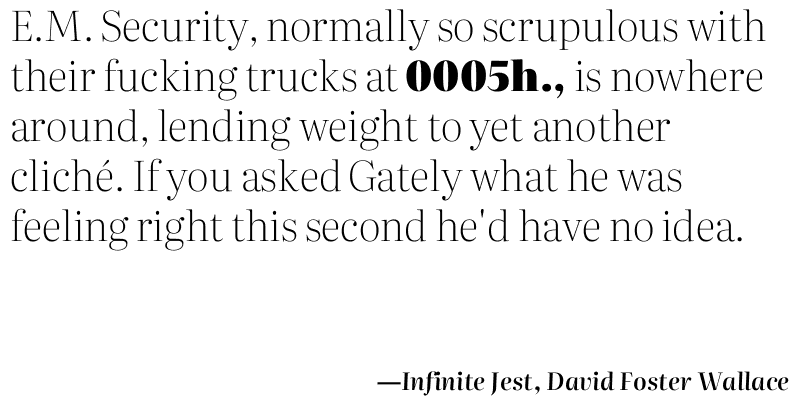 E.M. Security, normally so scrupulous with
their fucking trucks at 0005h., is nowhere
around, lending weight to yet another
cliché. If you asked Gately what he was
feeling right this second he'd have no idea.
—Infinite Jest, David Foster Wallace